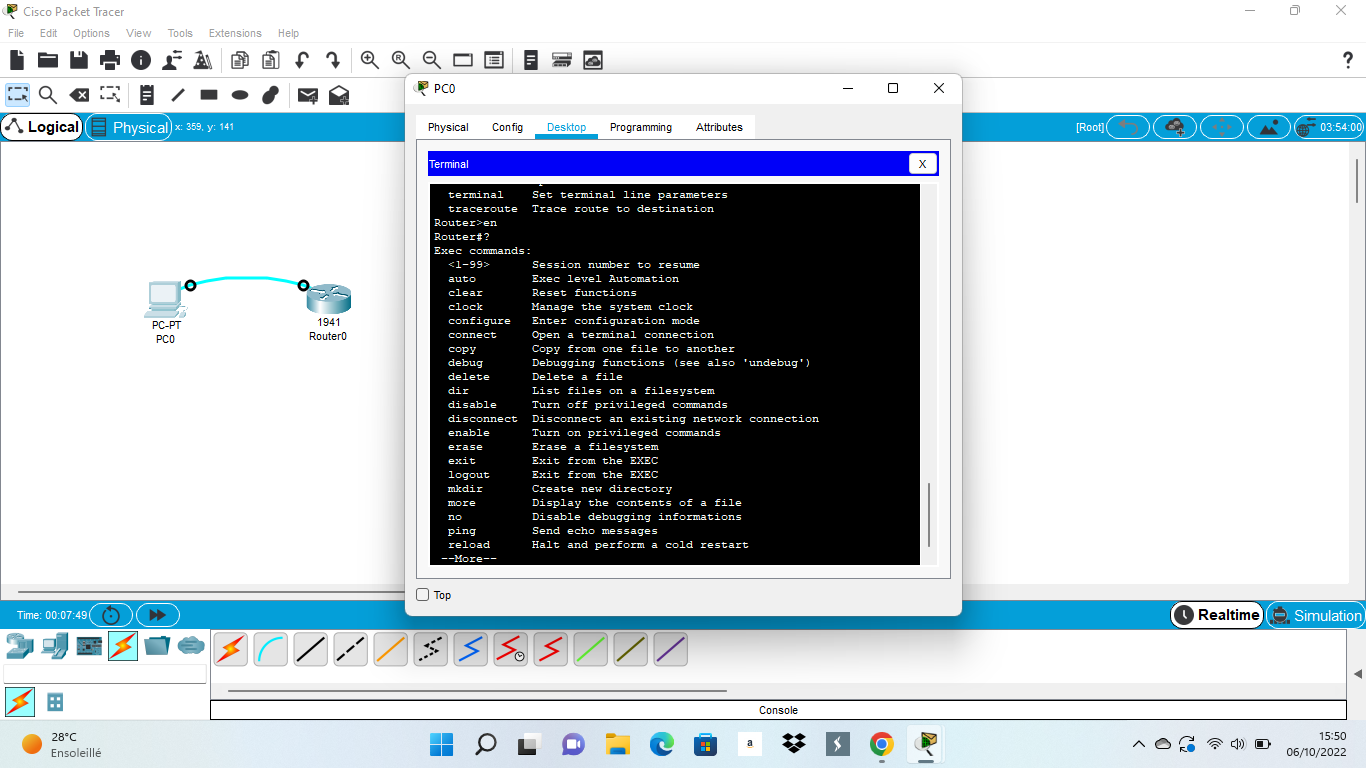 Cisco Packet Tracer
File Edit Options View Tools Extensions Help
PC0
Logical
Physical
x: 359, y: 141
[Root]
03:54:00
Physical Config Desktop Programming Attributes
Terminal
X
terminal Set terminal line parameters
traceroute Trace route to destination
Router>en
Router#?
Exec commands:
<1-99> Session number to resume
auto Exec level Automation
clear Reset functions
clock Manage the system clock
configure Enter configuration mode
connect Open a terminal connection
copy Copy from one file to another
debug Debugging functions (see also 'undebug')
delete Delete a file
dir List files on a filesystem
disable Turn off privileged commands
disconnect Disconnect an existing network connection
enable Turn on privileged commands
erase Erase a filesystem
exit Exit from the EXEC
logout Exit from the EXEC
mkdir Create new directory
more Display the contents of a file
no Disable debugging informations
ping Send echo messages
reload Halt and perform a cold restart
--More--
PC-PT
PC0
1941
Router0
Top
Time: 00:07:49
Realtime
Simulation
Console
28°C
Ensoleillé
a
15:50
06/10/2022